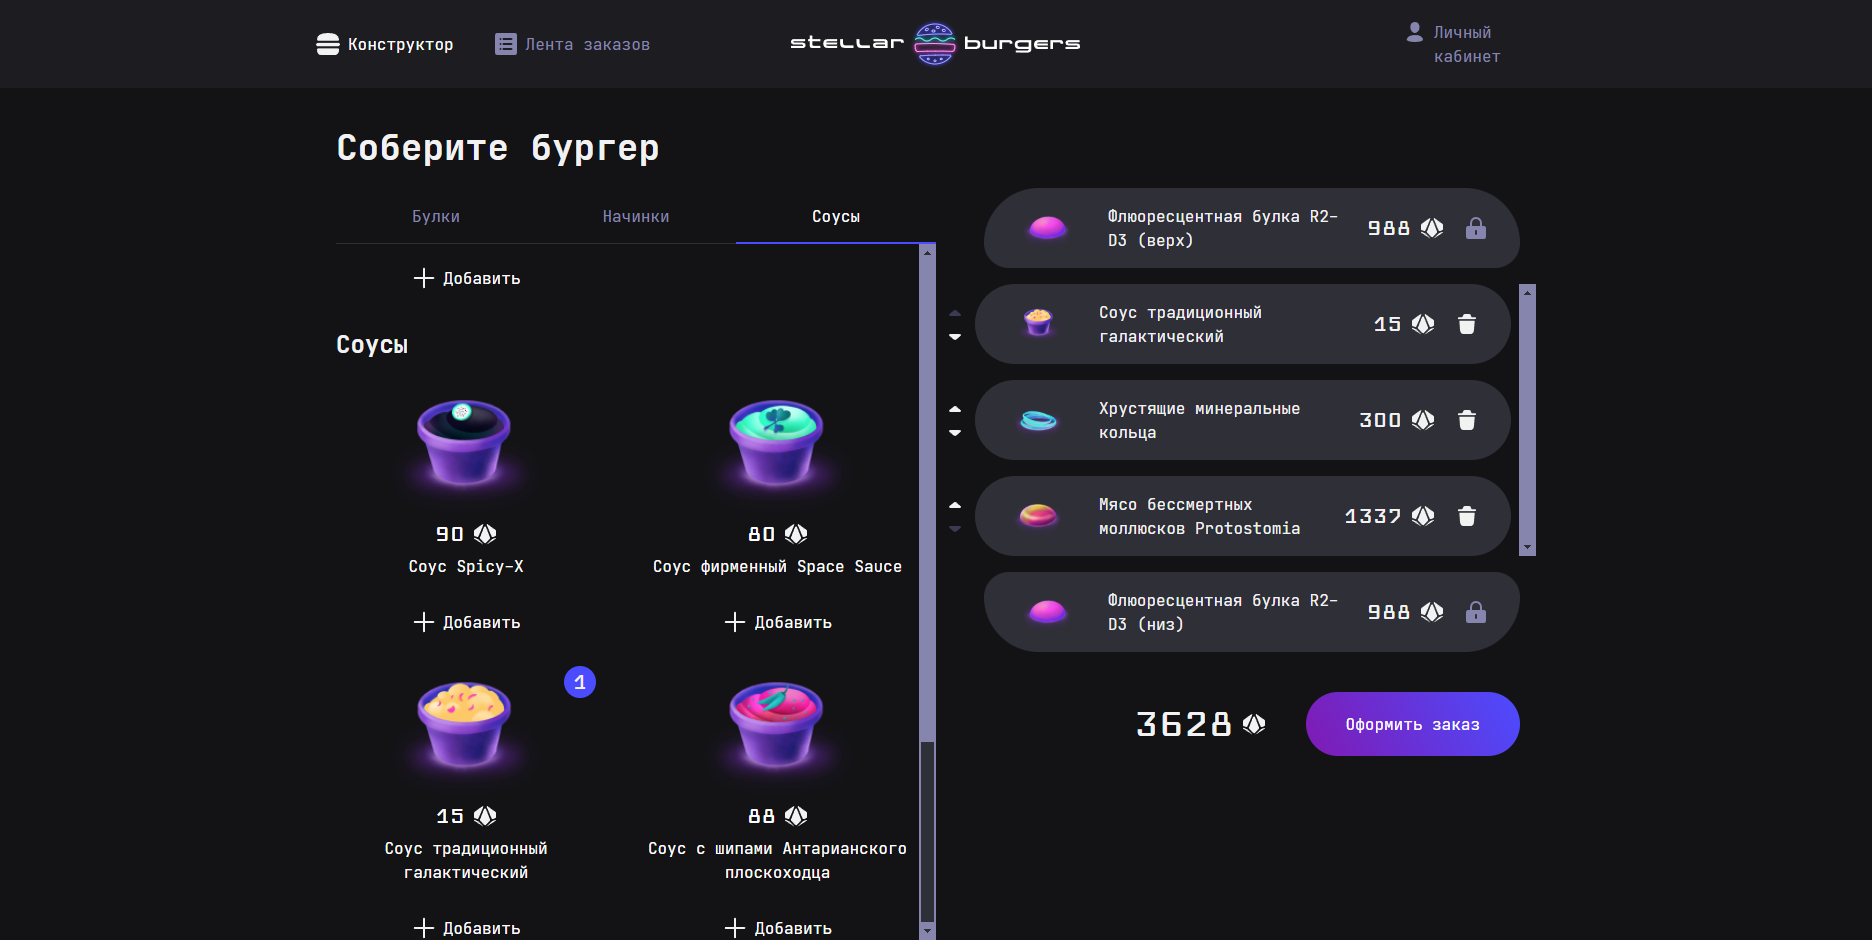 Конструктор
Лента заказов
stellar burgers
Личный
кабинет
Соберите бургер
Булки
Начинки
Соусы
Добавить
Соусы
90
Соус Spicy-X
Добавить
80
Соус фирменный Space Sauce
Добавить
1
15
Соус традиционный
галактический
Добавить
88
Соус с шипами Антарианского
плоскоходца
Добавить
Флюоресцентная булка R2-
D3 (верх)
988
Соус традиционный
галактический
15
Хрустящие минеральные
кольца
300
Мясо бессмертных
моллюсков Protostomia
1337
Флюоресцентная булка R2-
D3 (низ)
988
3628
Оформить заказ